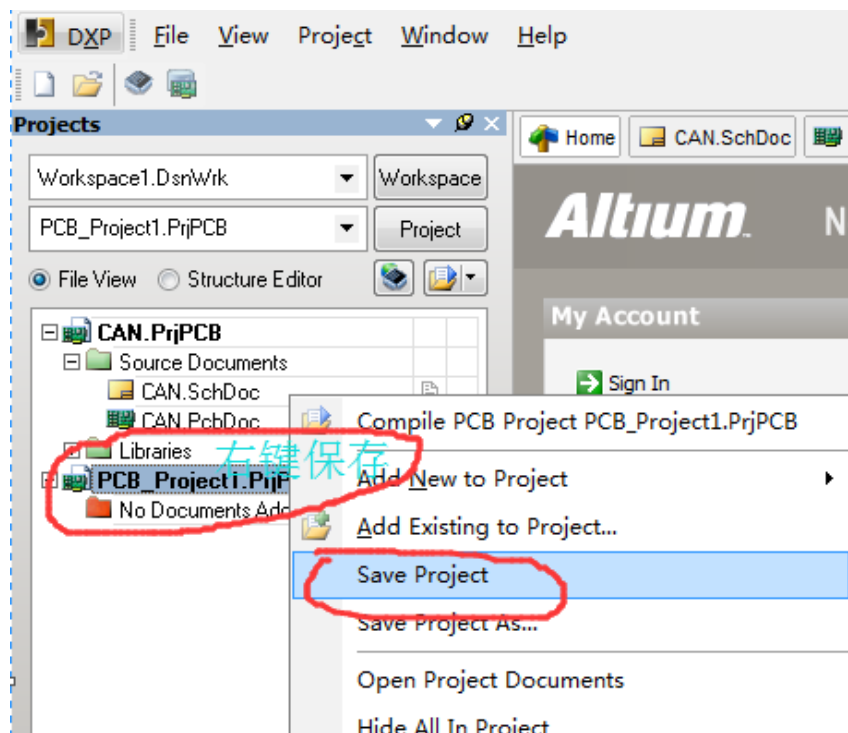 DXP File View Project Window Help
Projects
Home CAN.SchDoc
Workspace1.DsnWrk Workspace
PCB_Project1.PrjPCB Project
File View Structure Editor
Altium. N
My Account
Sign In
CAN.PrjPCB
Source Documents
CAN.SchDoc
CAN.PcbDoc
Libraries
PCB_Project1.PrjP
No Documents Add
右键保存
Compile PCB Project PCB_Project1.PrjPCB
Add New to Project
Add Existing to Project...
Save Project
Save Project As...
Open Project Documents
Hide All In Project